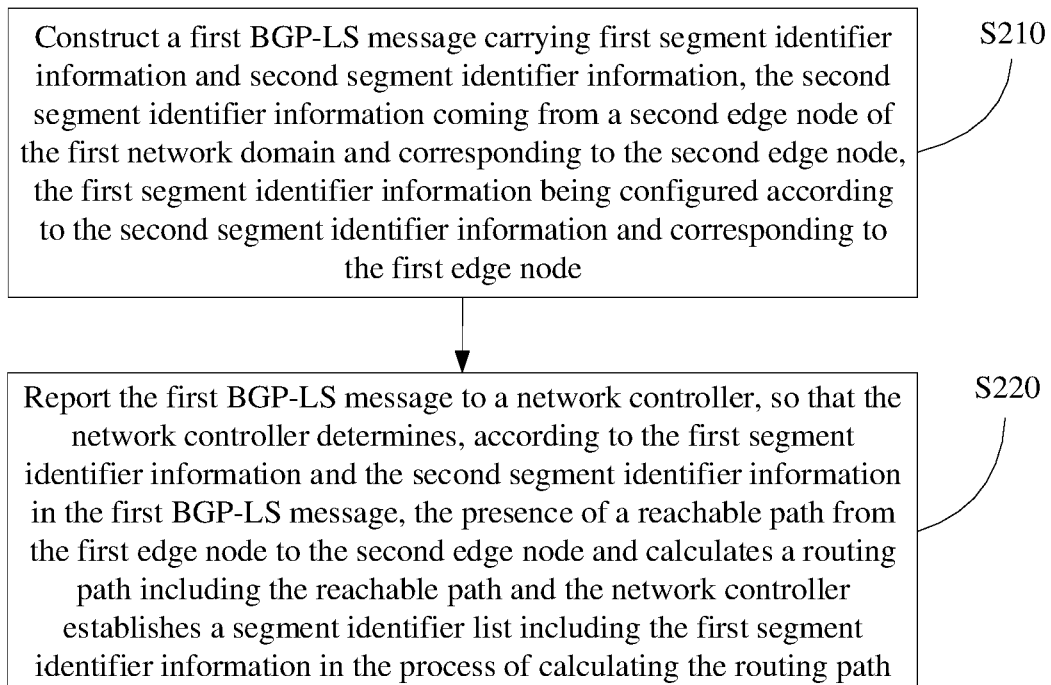 Construct a first BGP-LS message carrying first segment identifier
information and second segment identifier information, the second
segment identifier information coming from a second edge node of
the first network domain and corresponding to the second edge node,
the first segment identifier information being configured according
to the second segment identifier information and corresponding to
the first edge node
S210
Report the first BGP-LS message to a network controller, so that the
network controller determines, according to the first segment
identifier information and the second segment identifier information
in the first BGP-LS message, the presence of a reachable path from
the first edge node to the second edge node and calculates a routing
path including the reachable path and the network controller
establishes a segment identifier list including the first segment
identifier information in the process of calculating the routing path
S220